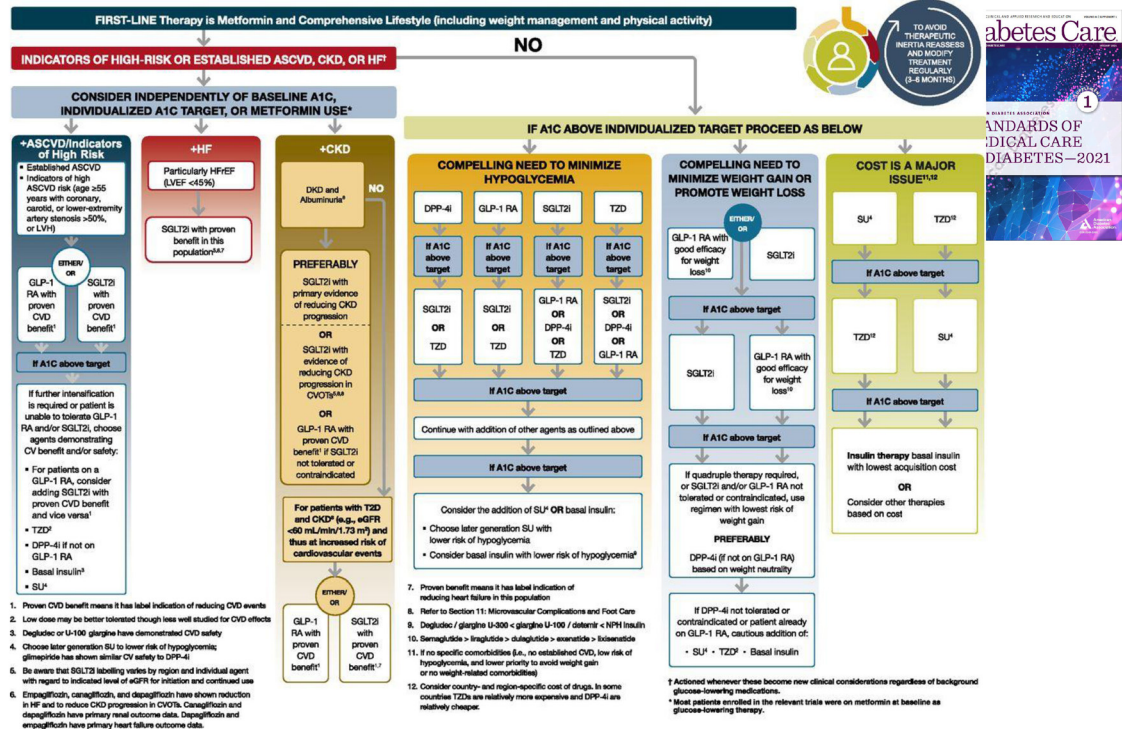 FIRST-LINE Therapy is Metformin and Comprehensive Lifestyle (including weight management and physical activity)
NO
TO AVOID
THERAPEUTIC
INERTIA REASSESS
AND MODIFY
TREATMENT
REGULARLY
(3–6 MONTHS)
INDICATORS OF HIGH-RISK OR ESTABLISHED ASCVD, CKD, OR HF†
CONSIDER INDEPENDENTLY OF BASELINE A1C,
INDIVIDUALIZED A1C TARGET, OR METFORMIN USE*
IF A1C ABOVE INDIVIDUALIZED TARGET PROCEED AS BELOW
+ASCVD/Indicators
of High Risk
▪ Established ASCVD
▪ Indicators of high
ASCVD risk (age ≥55
years with coronary,
carotid, or lower-extremity
artery stenosis >50%,
or LVH)
EITHER/
OR
GLP-1
RA with
proven
CVD
benefit¹
SGLT2i
with
proven
CVD
benefit¹
If A1C above target
If further intensification
is required or patient is
unable to tolerate GLP-1
RA and/or SGLT2i, choose
agents demonstrating
CV benefit and/or safety:
▪ For patients on a
GLP-1 RA, consider
adding SGLT2i with
proven CVD benefit
and vice versa¹
▪ TZD²
▪ DPP-4i if not on
GLP-1 RA
▪ Basal insulin³
▪ SU⁴
+HF
Particularly HFrEF
(LVEF <45%)
SGLT2i with proven
benefit in this
population⁵,⁶,⁷
+CKD
DKD and
Albuminuria⁸
NO
PREFERABLY
SGLT2i with
primary evidence
of reducing CKD
progression
OR
SGLT2i with
evidence of
reducing CKD
progression in
CVOTs⁵,⁶,⁸
OR
GLP-1 RA with
proven CVD
benefit¹ if SGLT2i
not tolerated or
contraindicated
For patients with T2D
and CKD⁸ (e.g., eGFR
<60 mL/min/1.73 m²) and
thus at increased risk of
cardiovascular events
EITHER/
OR
GLP-1
RA with
proven
CVD
benefit¹
SGLT2i
with
proven
CVD
benefit¹,⁷
COMPELLING NEED TO MINIMIZE
HYPOGLYCEMIA
DPP-4i
GLP-1 RA
SGLT2i
TZD
If A1C
above
target
If A1C
above
target
If A1C
above
target
If A1C
above
target
SGLT2i
OR
TZD
SGLT2i
OR
TZD
GLP-1 RA
OR
DPP-4i
OR
TZD
SGLT2i
OR
DPP-4i
OR
GLP-1 RA
If A1C above target
Continue with addition of other agents as outlined above
If A1C above target
Consider the addition of SU⁴ OR basal insulin:
▪ Choose later generation SU with
lower risk of hypoglycemia
▪ Consider basal insulin with lower risk of hypoglycemia⁹
COMPELLING NEED TO
MINIMIZE WEIGHT GAIN OR
PROMOTE WEIGHT LOSS
EITHER/
OR
GLP-1 RA with
good efficacy
for weight
loss¹⁰
SGLT2i
If A1C above target
SGLT2i
GLP-1 RA with
good efficacy
for weight
loss¹⁰
If A1C above target
If quadruple therapy required,
or SGLT2i and/or GLP-1 RA not
tolerated or contraindicated, use
regimen with lowest risk of
weight gain
PREFERABLY
DPP-4i (if not on GLP-1 RA)
based on weight neutrality
If DPP-4i not tolerated or
contraindicated or patient already
on GLP-1 RA, cautious addition of:
• SU⁴ • TZD² • Basal insulin
COST IS A MAJOR
ISSUE¹¹,¹²
SU⁴
TZD¹²
If A1C above target
TZD¹²
SU⁴
If A1C above target
Insulin therapy basal insulin
with lowest acquisition cost
OR
Consider other therapies
based on cost
1. Proven CVD benefit means it has label indication of reducing CVD events
2. Low dose may be better tolerated though less well studied for CVD effects
3. Degludec or U-100 glargine have demonstrated CVD safety
4. Choose later generation SU to lower risk of hypoglycemia;
glimepiride has shown similar CV safety to DPP-4i
5. Be aware that SGLT2i labelling varies by region and individual agent
with regard to indicated level of eGFR for initiation and continued use
6. Empagliflozin, canagliflozin, and dapagliflozin have shown reduction
in HF and to reduce CKD progression in CVOTs. Canagliflozin and
dapagliflozin have primary renal outcome data. Dapagliflozin and
empagliflozin have primary heart failure outcome data.
7. Proven benefit means it has label indication of
reducing heart failure in this population
8. Refer to Section 11: Microvascular Complications and Foot Care
9. Degludec / glargine U-300 < glargine U-100 / detemir < NPH insulin
10. Semaglutide > liraglutide > dulaglutide > exenatide > lixisenatide
11. If no specific comorbidities (i.e., no established CVD, low risk of
hypoglycemia, and lower priority to avoid weight gain
or no weight-related comorbidities)
12. Consider country- and region-specific cost of drugs. In some
countries TZDs are relatively more expensive and DPP-4i are
relatively cheaper.
† Actioned whenever these become new clinical considerations regardless of background
glucose-lowering medications.
* Most patients enrolled in the relevant trials were on metformin at baseline as
glucose-lowering therapy.
abetes Care
1
N DIABETES ASSOCIATION
ANDARDS OF
EDICAL CARE
DIABETES—2021